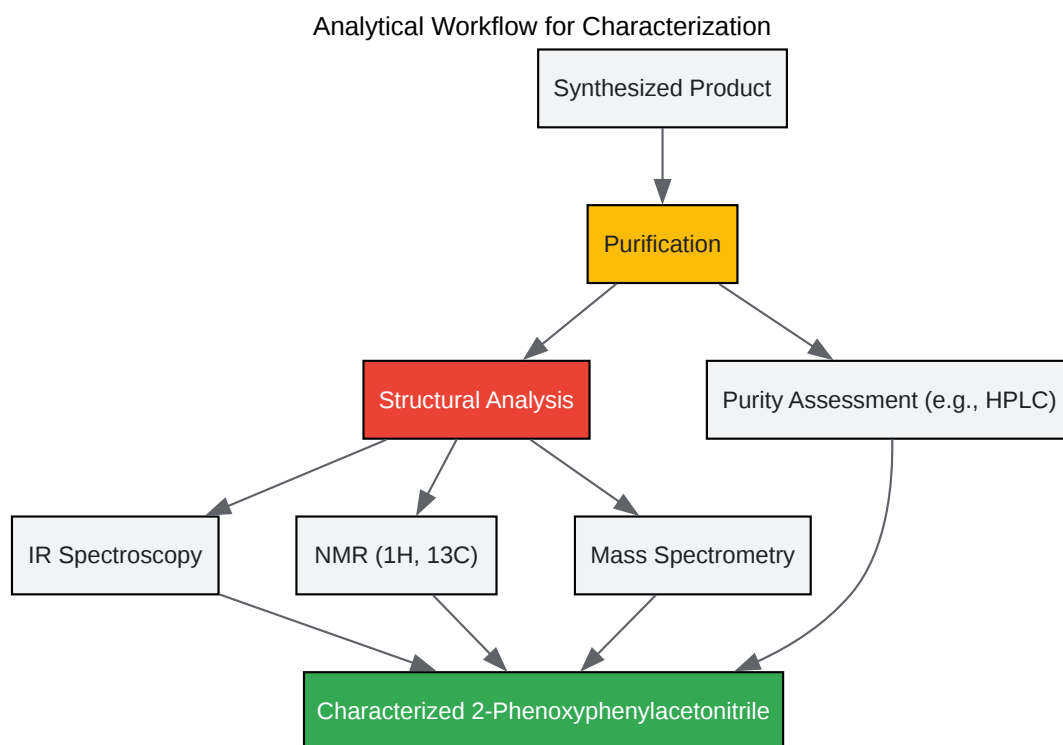 Analytical Workflow for Characterization
Synthesized Product
Purification
Structural Analysis
Purity Assessment (e.g., HPLC)
IR Spectroscopy
NMR (1H, 13C)
Mass Spectrometry
Characterized 2-Phenoxyphenylacetonitrile